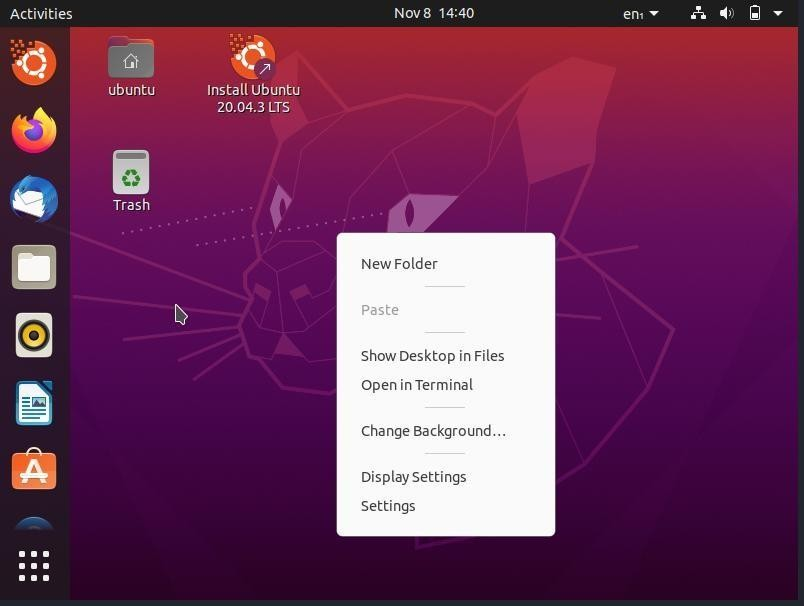 Activities
Nov 8 14:40
en₁
ubuntu
Install Ubuntu
20.04.3 LTS
Trash
New Folder
Paste
Show Desktop in Files
Open in Terminal
Change Background…
Display Settings
Settings